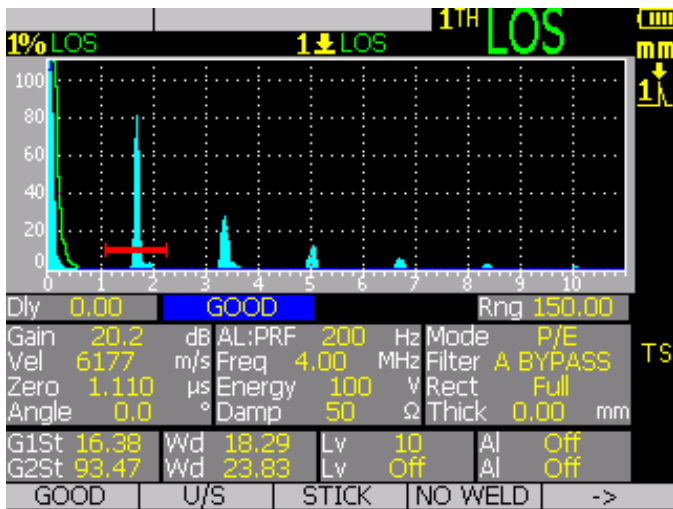 1TH LOS
1% LOS 1 LOS
mm
1
100
80
60
40
20
0
0 1 2 3 4 5 6 7 8 9 10
Dly 0.00 GOOD Rng 150.00
Gain 20.2 dB AL:PRF 200 Hz Mode P/E
TS
Vel 6177 m/s Freq 4.00 MHz Filter A BYPASS
Zero 1.110 µs Energy 100 V Rect Full
Angle 0.0 ° Damp 50 Ω Thick 0.00 mm
G1St 16.38 Wd 18.29 Lv 10 Al Off
G2St 93.47 Wd 23.83 Lv Off Al Off
GOOD U/S STICK NO WELD ->